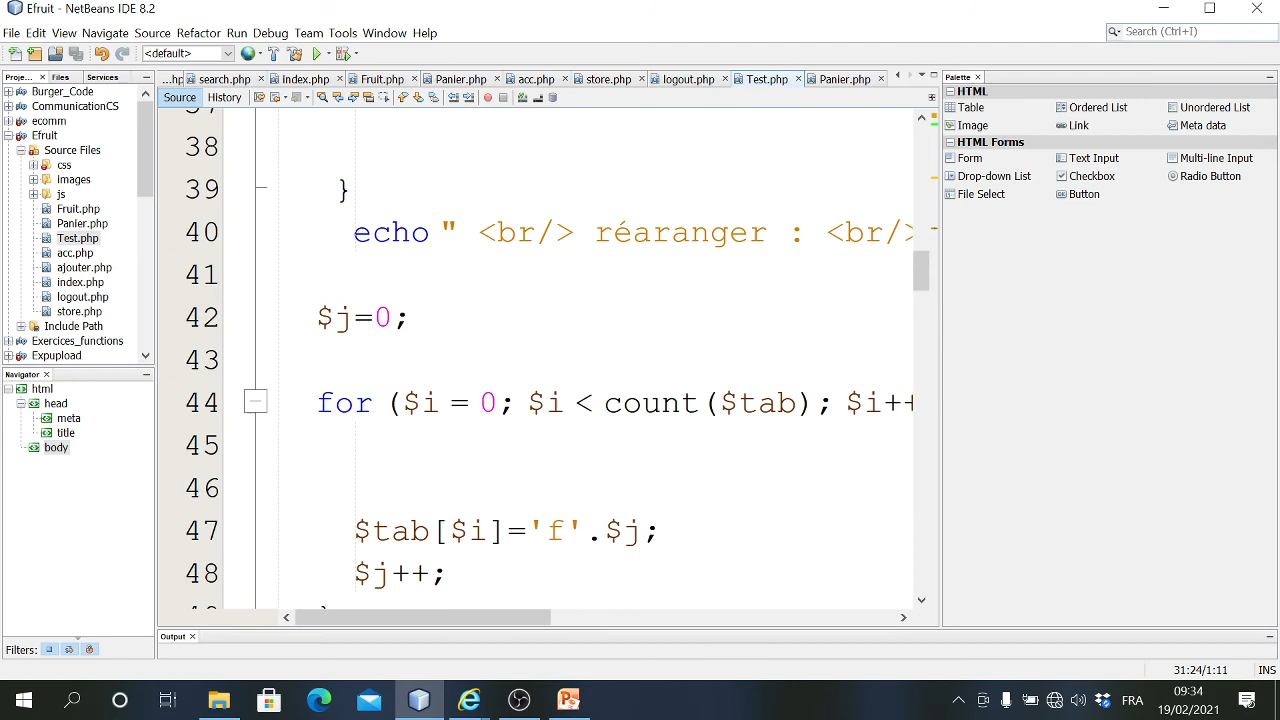 Efruit - NetBeans IDE 8.2
File Edit View Navigate Source Refactor Run Debug Team Tools Window Help
Search (Ctrl+I)
<default>
Proje... Files Services
...hp search.php index.php Fruit.php Panier.php acc.php store.php logout.php Test.php Panier.php
Palette
Source History
Burger_Code
CommunicationCS
ecomm
Efruit
Source Files
css
images
js
Fruit.php
Panier.php
Test.php
acc.php
ajouter.php
index.php
logout.php
store.php
Include Path
Exercices_functions
Expupload
Navigator
html
head
meta
title
body
Filters:
37
38
39 }
40 echo " <br/> réaranger : <br/>
41
42 $j=0;
43
44 for ($i = 0; $i < count($tab); $i++
45
46
47 $tab[$i]='f'.$j;
48 $j++;
49 }
HTML
Table Ordered List Unordered List
Image Link Meta data
HTML Forms
Form Text Input Multi-line Input
Drop-down List Checkbox Radio Button
File Select Button
Output
31:24/1:11 INS
FRA
09:34
19/02/2021